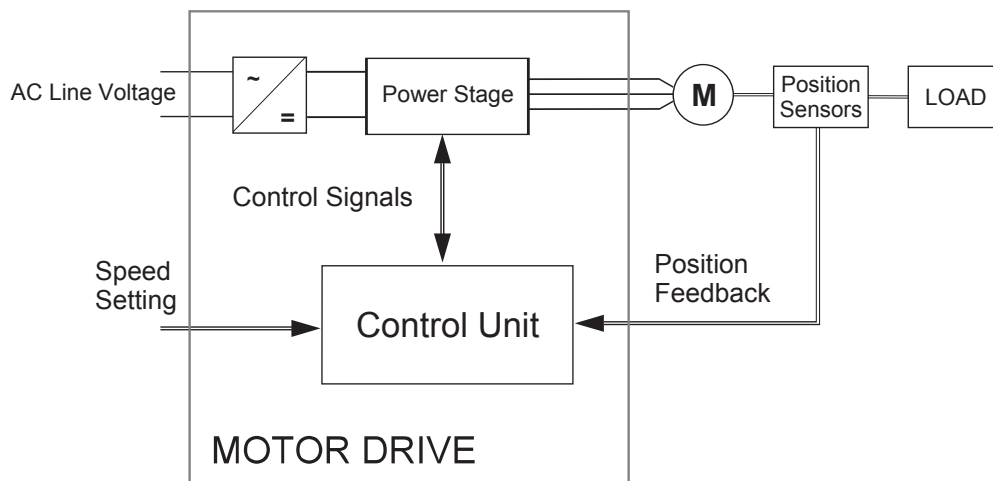 AC Line Voltage
~
=
Power Stage
M
Position
Sensors
LOAD
Control Signals
Speed
Setting
Position
Feedback
Control Unit
MOTOR DRIVE